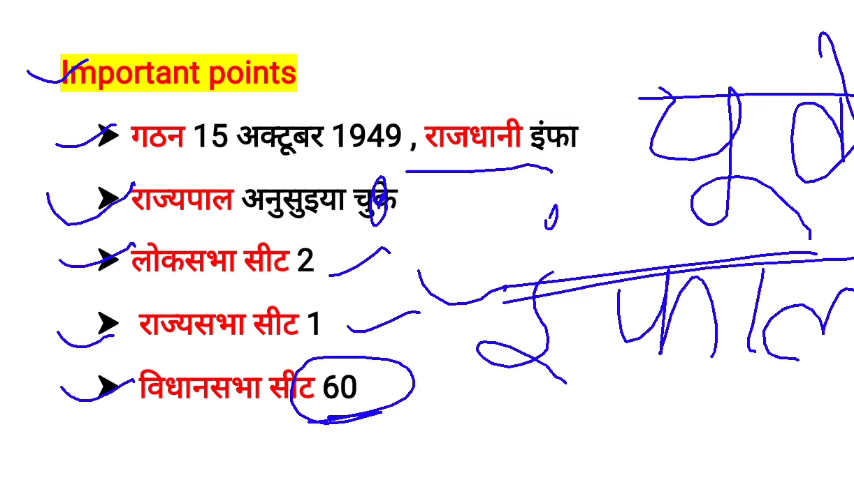 Important points
➤ गठन 15 अक्टूबर 1949 , राजधानी इंफा
➤ राज्यपाल अनुसुइया
➤ लोकसभा सीट 2
➤ राज्यसभा सीट 1
➤ विधानसभा सीट 60
इंफाल